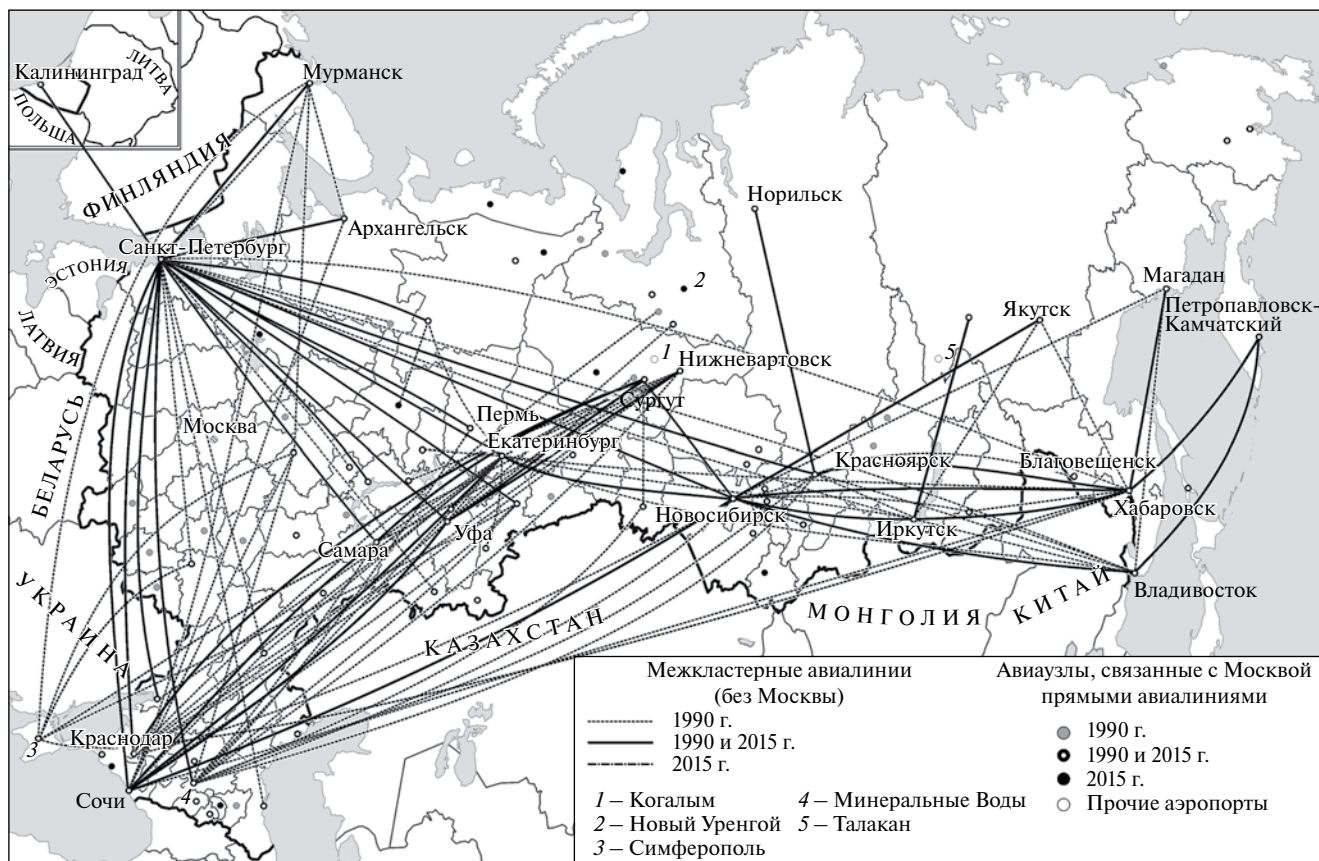 Калининград
ЛИТВА
ПОЛЬША
Мурманск
ФИНЛЯНДИЯ
Норильск
Архангельск
Санкт-Петербург
ЭСТОНИЯ
2
Магадан
Якутск
Петропавловск-
Камчатский
ЛАТВИЯ
1
Нижневартовск
5
Сургут
Пермь
Москва
Екатеринбург
БЕЛАРУСЬ
Красноярск
Благовещенск
Новосибирск
Хабаровск
Иркутск
Уфа
Самара
УКРАИНА
КАЗАХСТАН
МОНГОЛИЯ
КИТАЙ
Владивосток
Краснодар
3
Сочи
4
Межкластерные авиалинии
(без Москвы)
1990 г.
1990 и 2015 г.
2015 г.
Авиаузлы, связанные с Москвой
прямыми авиалиниями
1990 г.
1990 и 2015 г.
2015 г.
Прочие аэропорты
1 – Когалым
2 – Новый Уренгой
3 – Симферополь
4 – Минеральные Воды
5 – Талакан